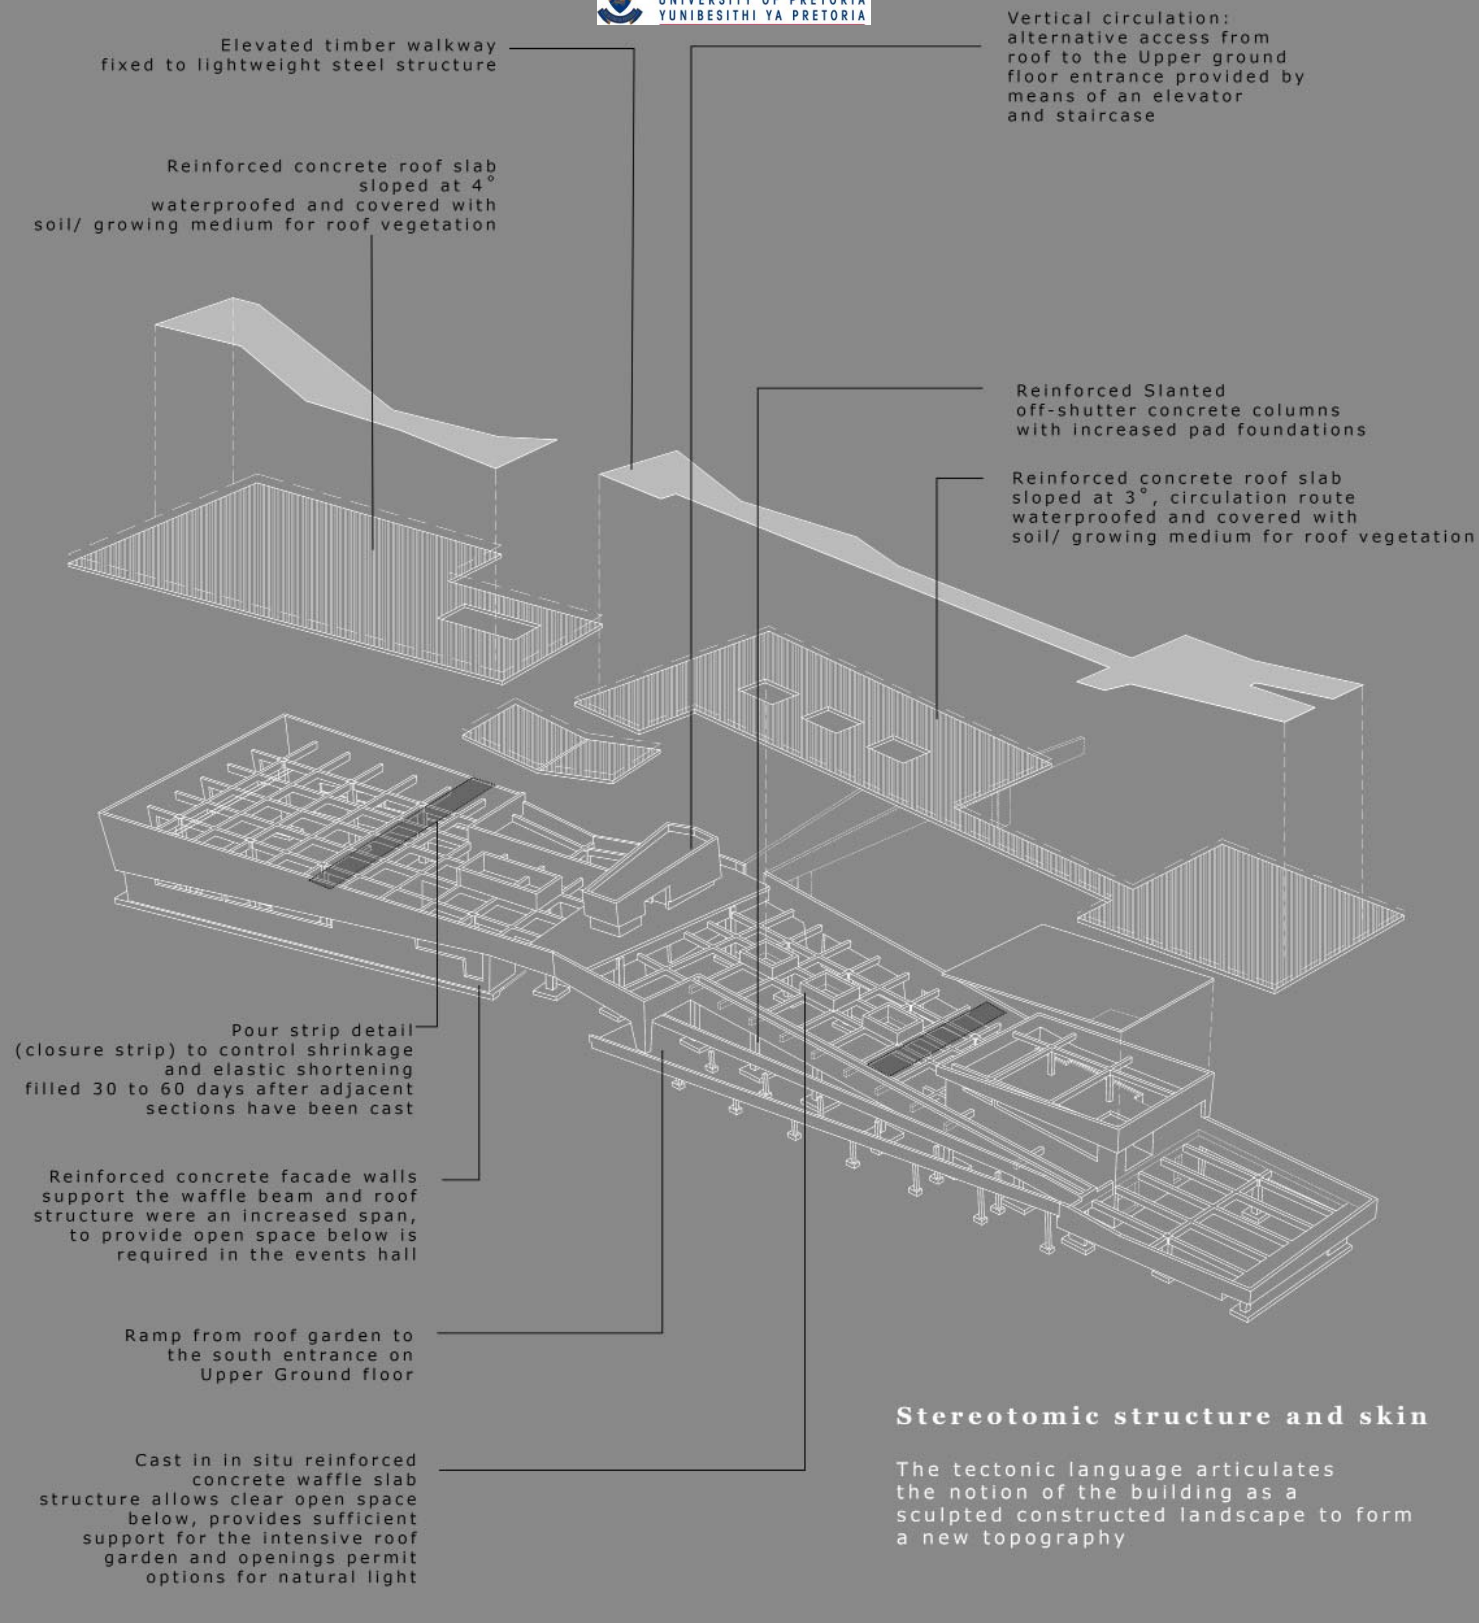 UNIVERSITY OF PRETORIA
YUNIBESITHI YA PRETORIA
Elevated timber walkway
fixed to lightweight steel structure
Vertical circulation:
alternative access from
roof to the Upper ground
floor entrance provided by
means of an elevator
and staircase
Reinforced concrete roof slab
sloped at 4°
waterproofed and covered with
soil/ growing medium for roof vegetation
Reinforced Slanted
off-shutter concrete columns
with increased pad foundations
Reinforced concrete roof slab
sloped at 3°, circulation route
waterproofed and covered with
soil/ growing medium for roof vegetation
Pour strip detail
(closure strip) to control shrinkage
and elastic shortening
filled 30 to 60 days after adjacent
sections have been cast
Reinforced concrete facade walls
support the waffle beam and roof
structure were an increased span,
to provide open space below is
required in the events hall
Ramp from roof garden to
the south entrance on
Upper Ground floor
Cast in in situ reinforced
concrete waffle slab
structure allows clear open space
below, provides sufficient
support for the intensive roof
garden and openings permit
options for natural light
Stereotomic structure and skin
The tectonic language articulates
the notion of the building as a
sculpted constructed landscape to form
a new topography